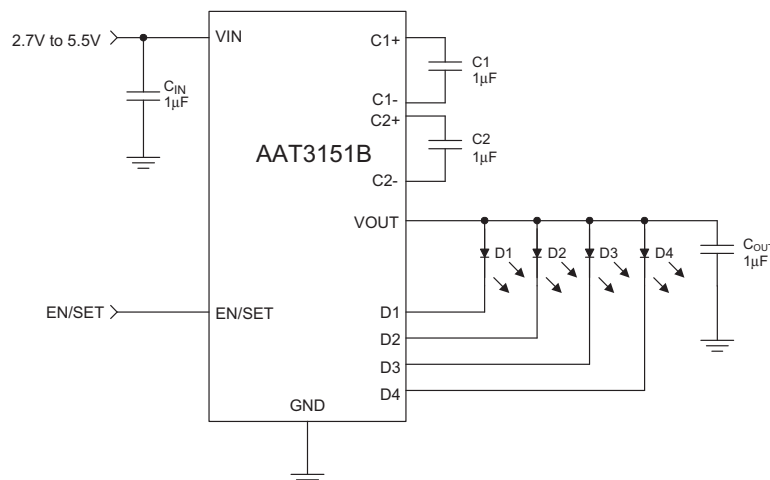 2.7V to 5.5V
VIN
C1+
C1
1µF
CIN
1µF
C1-
C2+
C2
1µF
AAT3151B
C2-
VOUT
D1
D2
D3
D4
COUT
1µF
EN/SET
EN/SET
D1
D2
D3
D4
GND